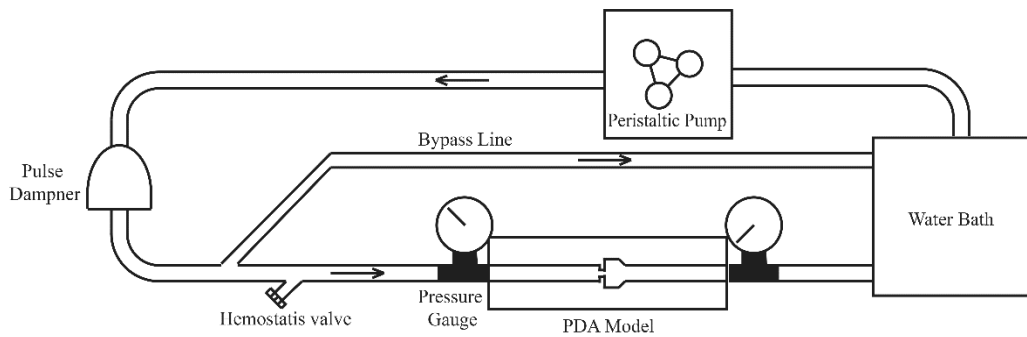 Peristaltic Pump
Bypass Line
Pulse
Dampner
Water Bath
Hemostatis valve
Pressure
Gauge
PDA Model